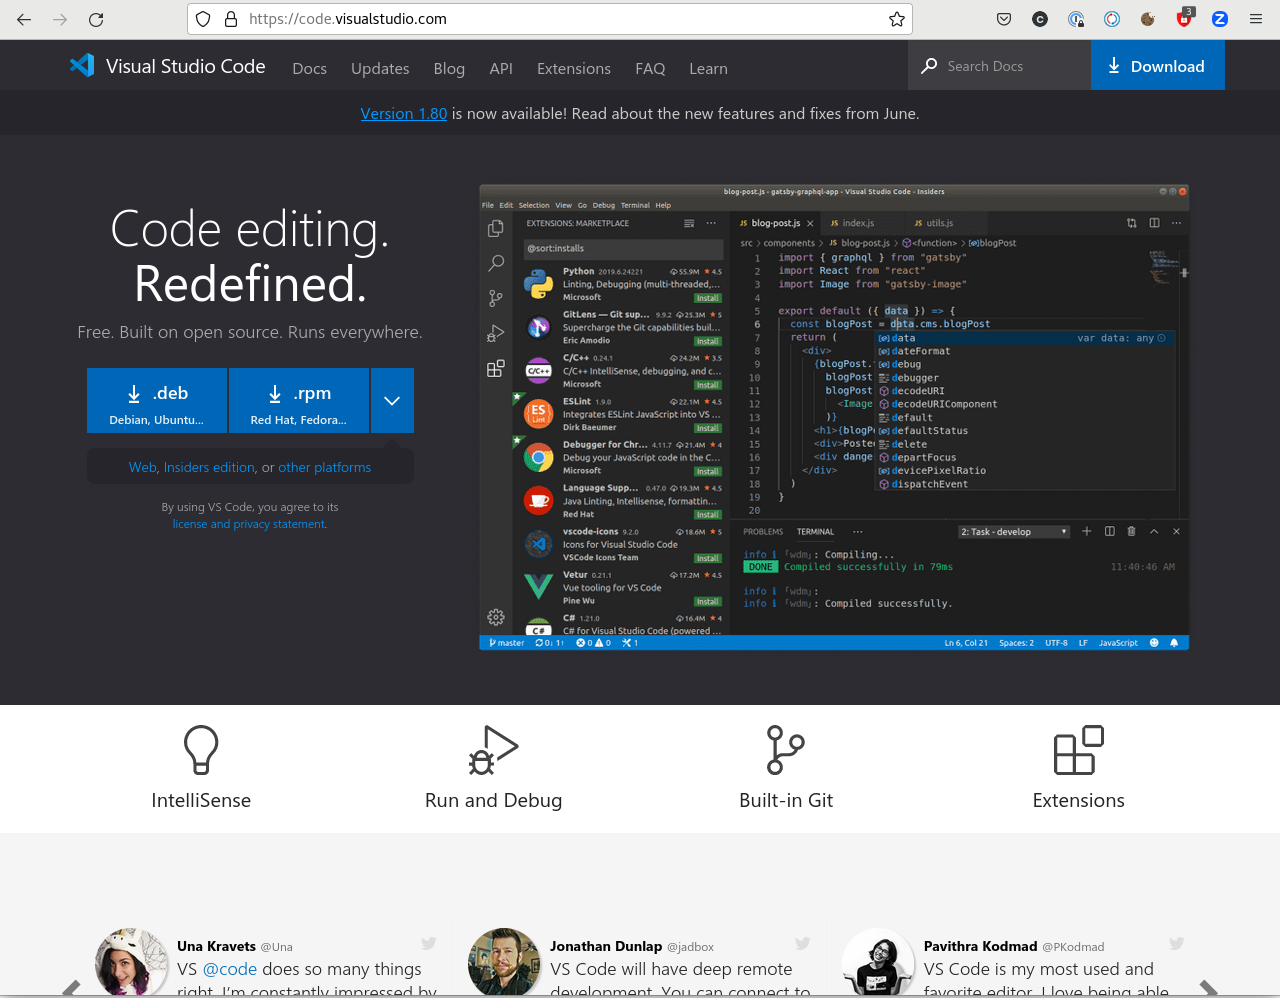 https://code.visualstudio.com
3
Visual Studio Code
Docs
Updates
Blog
API
Extensions
FAQ
Learn
Search Docs
Download
Version 1.80 is now available! Read about the new features and fixes from June.
Code editing.
Redefined.
Free. Built on open source. Runs everywhere.
.deb
Debian, Ubuntu...
.rpm
Red Hat, Fedora...
Web, Insiders edition, or other platforms
By using VS Code, you agree to its
license and privacy statement.
blog-post.js - gatsby-graphql-app - Visual Studio Code - Insiders
File Edit Selection View Go Debug Terminal Help
EXTENSIONS: MARKETPLACE
@sort:installs
Python 2019.6.24221 55.9M 4.5
Linting, Debugging (multi-threaded,...
Microsoft Install
GitLens — Git sup... 9.9.2 25.3M 5
Supercharge the Git capabilities buil...
Eric Amodio Install
C/C++ 0.24.1 24.2M 3.5
C/C++ IntelliSense, debugging, and c...
Microsoft Install
ESLint 1.9.0 22.1M 4.5
Integrates ESLint JavaScript into VS ...
Dirk Baeumer Install
Debugger for Chr... 4.11.7 21.4M 4
Debug your JavaScript code in the C...
Microsoft Install
Language Supp... 0.47.0 19.3M 4.5
Java Linting, Intellisense, formattin...
Red Hat Install
vscode-icons 9.2.0 18.6M 5
Icons for Visual Studio Code
VSCode Icons Team Install
Vetur 0.21.1 17.2M 4.5
Vue tooling for VS Code
Pine Wu Install
C# 1.21.0 16.4M 4
C# for Visual Studio Code (powered ...
JS blog-post.js
JS index.js
JS utils.js
src > components > JS blog-post.js > <function> > blogPost
1 import { graphql } from "gatsby"
2 import React from "react"
3 import Image from "gatsby-image"
4
5 export default ({ data }) => {
6 const blogPost = data.cms.blogPost
7 return (
8 <div>
9 {blogPost.
10 blogPost
11 blogPost
12 <Image
13 )}
14 <h1>{blogPo
15 <div>Poste
16 <div dange
17 </div>
18 )
19 }
20
data var data: any
dateFormat
debug
debugger
decodeURI
decodeURIComponent
default
defaultStatus
delete
departFocus
devicePixelRatio
dispatchEvent
PROBLEMS TERMINAL ... 2: Task - develop
info ℹ ｢wdm｣: Compiling...
DONE Compiled successfully in 79ms 11:40:46 AM
info ℹ ｢wdm｣:
info ℹ ｢wdm｣: Compiled successfully.
master 0↓ 1↑ 0 0 1 Ln 6, Col 21 Spaces: 2 UTF-8 LF JavaScript
IntelliSense
Run and Debug
Built-in Git
Extensions
Una Kravets @Una
VS @code does so many things
right. I'm constantly impressed by
Jonathan Dunlap @jadbox
VS Code will have deep remote
development. You can connect to
Pavithra Kodmad @PKodmad
VS Code is my most used and
favorite editor. I love being able